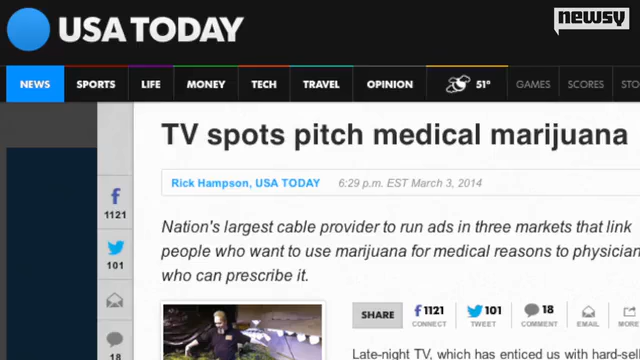 newsy
USA TODAY
NEWS SPORTS LIFE MONEY TECH TRAVEL OPINION 51° GAMES SCORES
TV spots pitch medical marijuana
Rick Hampson, USA TODAY 6:29 p.m. EST March 3, 2014
Nation's largest cable provider to run ads in three markets that link
people who want to use marijuana for medical reasons to physician
who can prescribe it.
f
1121
101
18
SHARE
f 1121
CONNECT
101
TWEET
18
COMMENT
EMAIL
MORE
Late-night TV, which has enticed us with hard-sel